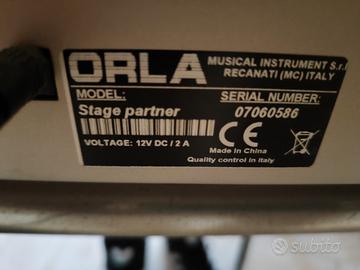 ORLA
MUSICAL INSTRUMENT S.r.l
RECANATI (MC) ITALY
MODEL:
SERIAL NUMBER:
Stage partner
07060586
CE
VOLTAGE: 12V DC / 2 A
Made in China
Quality control in Italy
subito